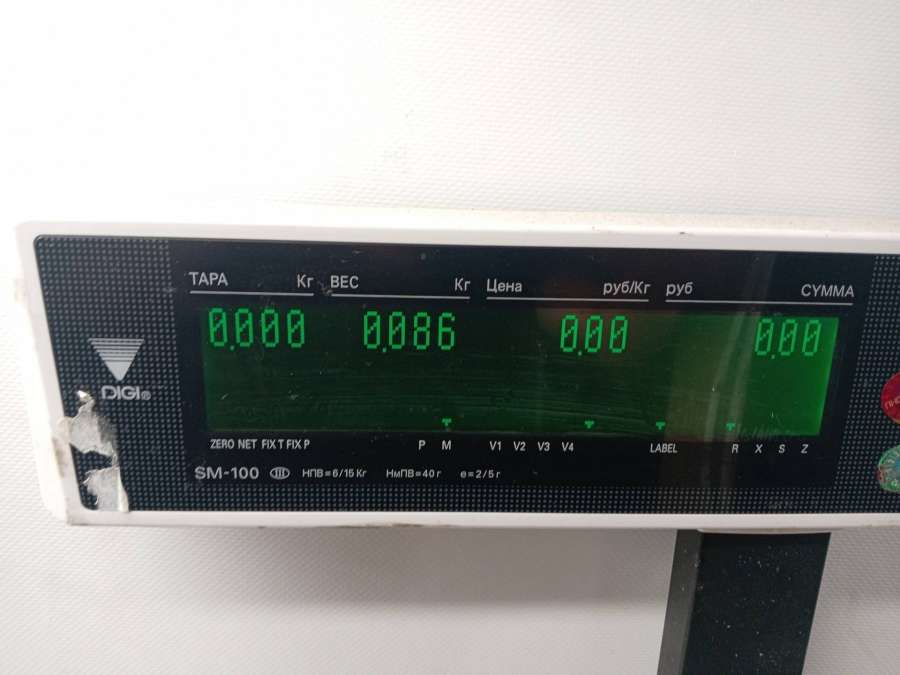 ТАРА Кг ВЕС Кг Цена руб/Кг руб СУММА
0.000 0.086 0.00 0.00
DIGI®
ZERO NET FIX T FIX P P M V1 V2 V3 V4 LABEL R X S Z
SM-100 III НПВ=6/15 Кг НмПВ=40 г e=2/5 г